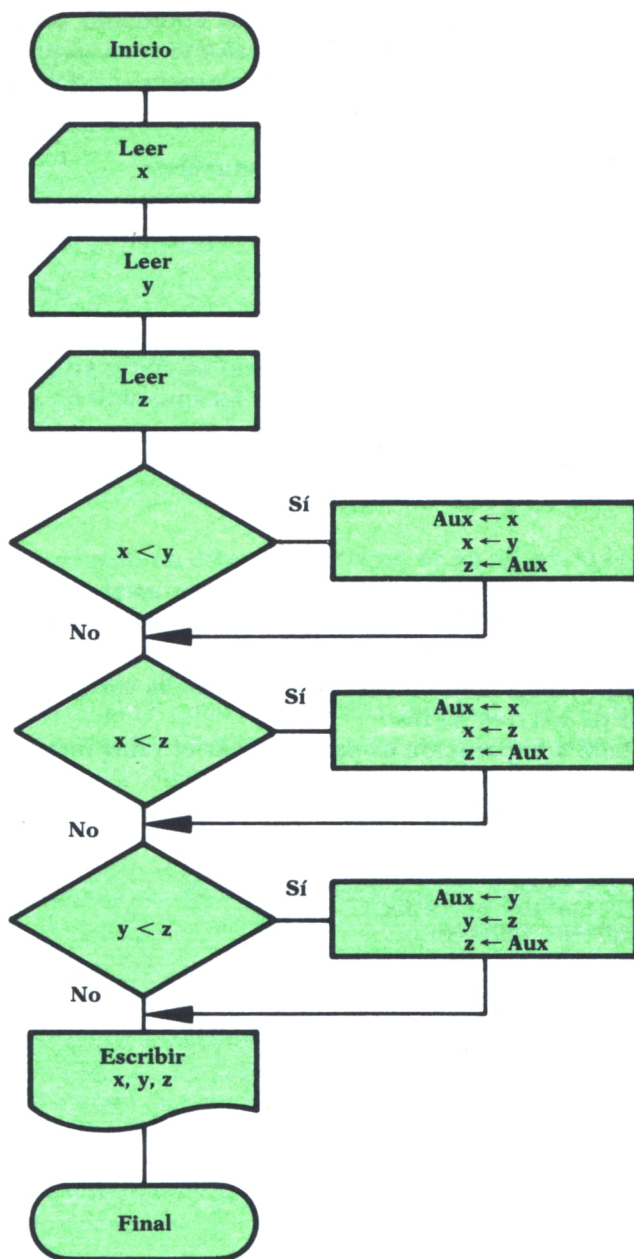 Inicio
Leer
x
Leer
y
Leer
z
x < y
Sí
Aux ← x
x ← y
z ← Aux
No
x < z
Sí
Aux ← x
x ← z
z ← Aux
No
y < z
Sí
Aux ← y
y ← z
z ← Aux
No
Escribir
x, y, z
Final